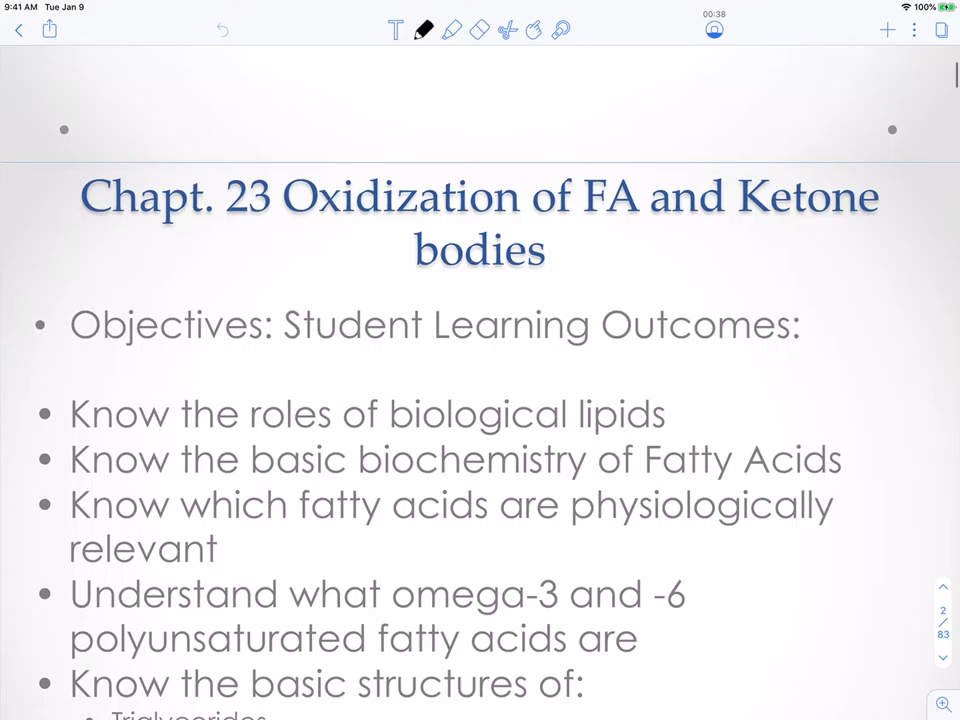 9:41 AM Tue Jan 9
100%
00:38
Chapt. 23 Oxidization of FA and Ketone
bodies
• Objectives: Student Learning Outcomes:
• Know the roles of biological lipids
• Know the basic biochemistry of Fatty Acids
• Know which fatty acids are physiologically
relevant
• Understand what omega-3 and -6
polyunsaturated fatty acids are
• Know the basic structures of:
• Triglycerides
2
/
83